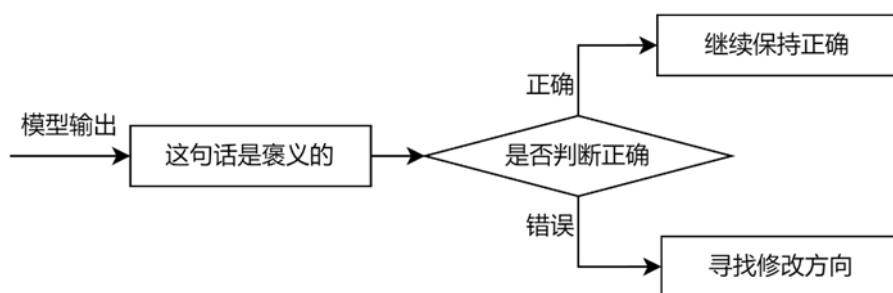 继续保持正确
正确
模型输出
这句话是褒义的
是否判断正确
错误
寻找修改方向